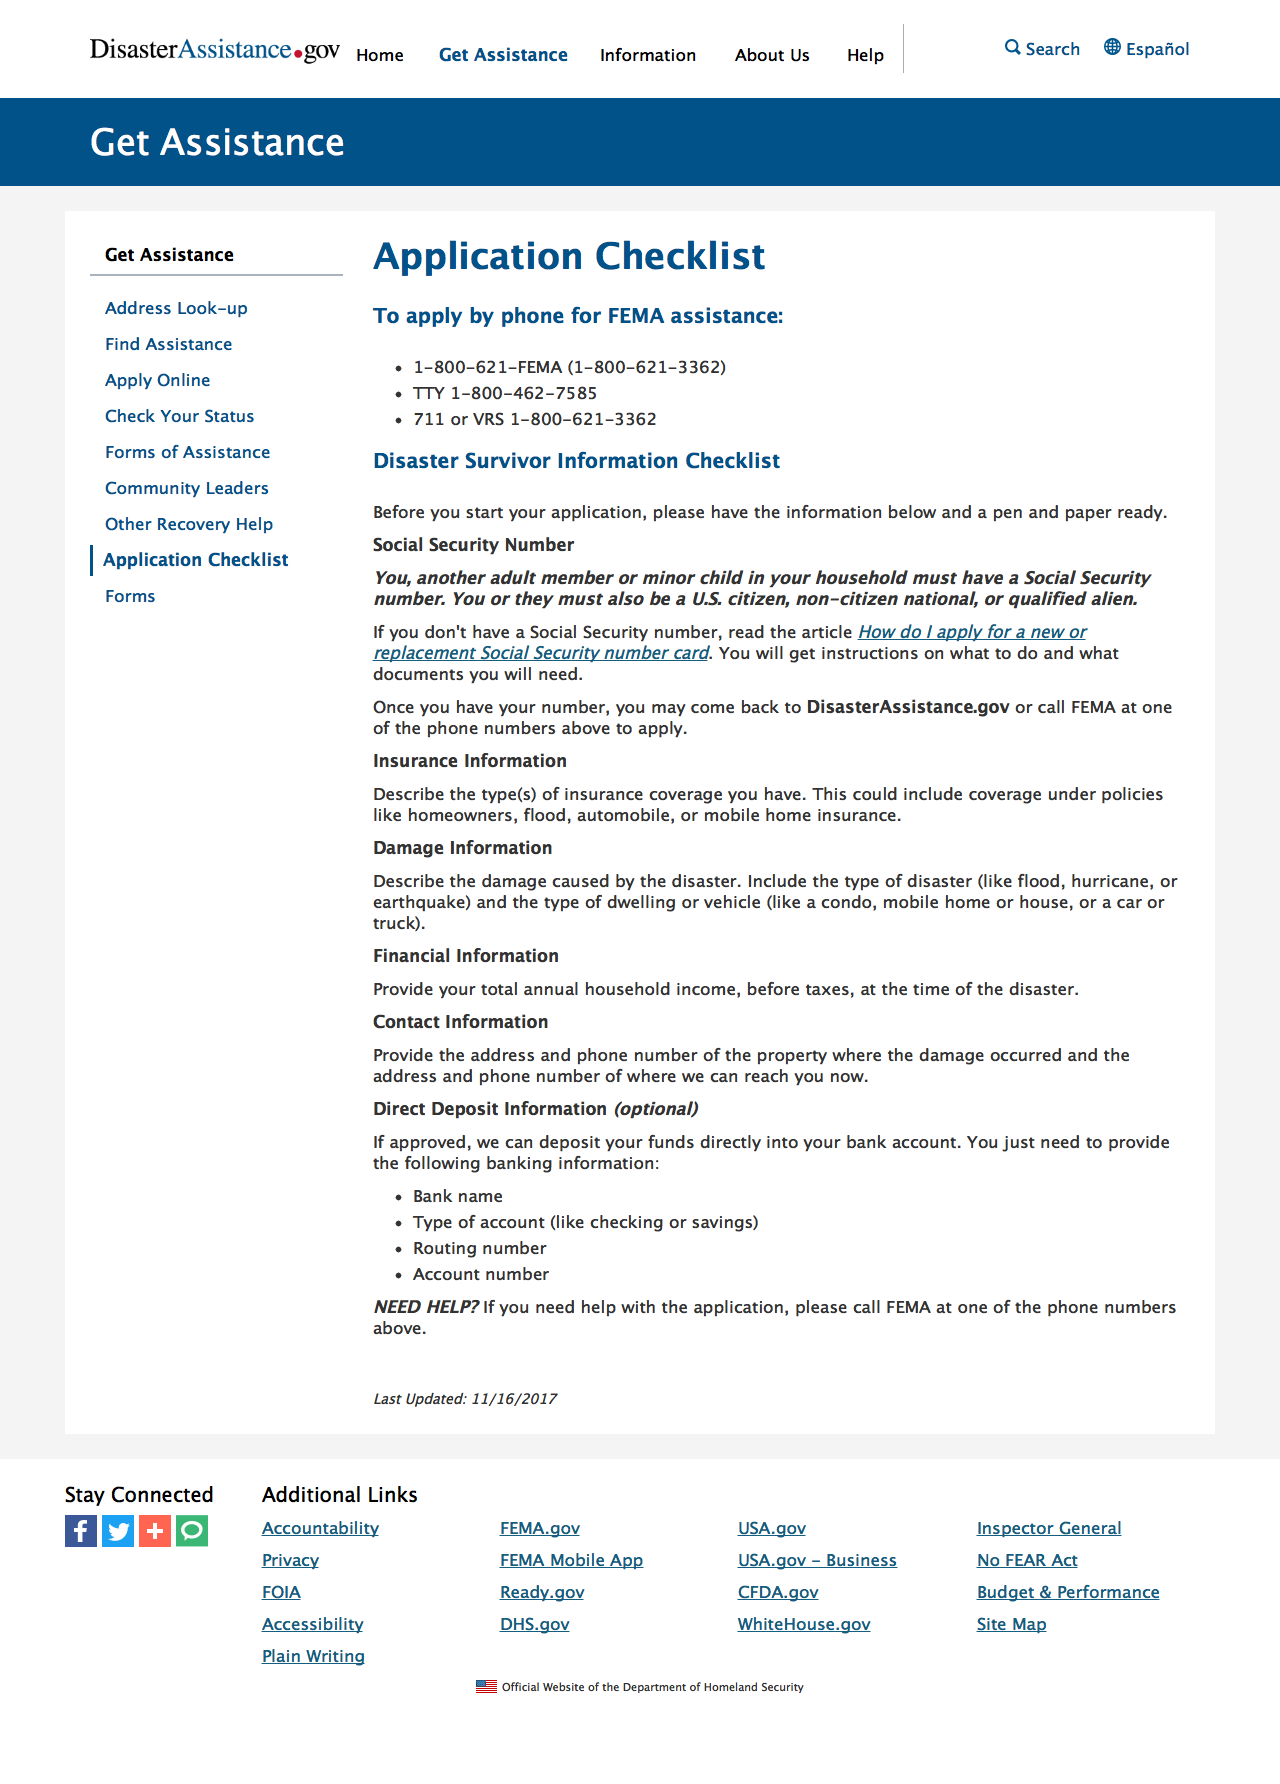 DisasterAssistance.gov
Home
Get Assistance
Information
About Us
Help
Search
Español
Get Assistance
Get Assistance
Address Look-up
Find Assistance
Apply Online
Check Your Status
Forms of Assistance
Community Leaders
Other Recovery Help
Application Checklist
Forms
Application Checklist
To apply by phone for FEMA assistance:
• 1-800-621-FEMA (1-800-621-3362)
• TTY 1-800-462-7585
• 711 or VRS 1-800-621-3362
Disaster Survivor Information Checklist
Before you start your application, please have the information below and a pen and paper ready.
Social Security Number
You, another adult member or minor child in your household must have a Social Security
number. You or they must also be a U.S. citizen, non-citizen national, or qualified alien.
If you don't have a Social Security number, read the article How do I apply for a new or
replacement Social Security number card. You will get instructions on what to do and what
documents you will need.
Once you have your number, you may come back to DisasterAssistance.gov or call FEMA at one
of the phone numbers above to apply.
Insurance Information
Describe the type(s) of insurance coverage you have. This could include coverage under policies
like homeowners, flood, automobile, or mobile home insurance.
Damage Information
Describe the damage caused by the disaster. Include the type of disaster (like flood, hurricane, or
earthquake) and the type of dwelling or vehicle (like a condo, mobile home or house, or a car or
truck).
Financial Information
Provide your total annual household income, before taxes, at the time of the disaster.
Contact Information
Provide the address and phone number of the property where the damage occurred and the
address and phone number of where we can reach you now.
Direct Deposit Information (optional)
If approved, we can deposit your funds directly into your bank account. You just need to provide
the following banking information:
• Bank name
• Type of account (like checking or savings)
• Routing number
• Account number
NEED HELP? If you need help with the application, please call FEMA at one of the phone numbers
above.
Last Updated: 11/16/2017
Stay Connected
Additional Links
Accountability
Privacy
FOIA
Accessibility
Plain Writing
FEMA.gov
FEMA Mobile App
Ready.gov
DHS.gov
USA.gov
USA.gov - Business
CFDA.gov
WhiteHouse.gov
Inspector General
No FEAR Act
Budget & Performance
Site Map
Official Website of the Department of Homeland Security